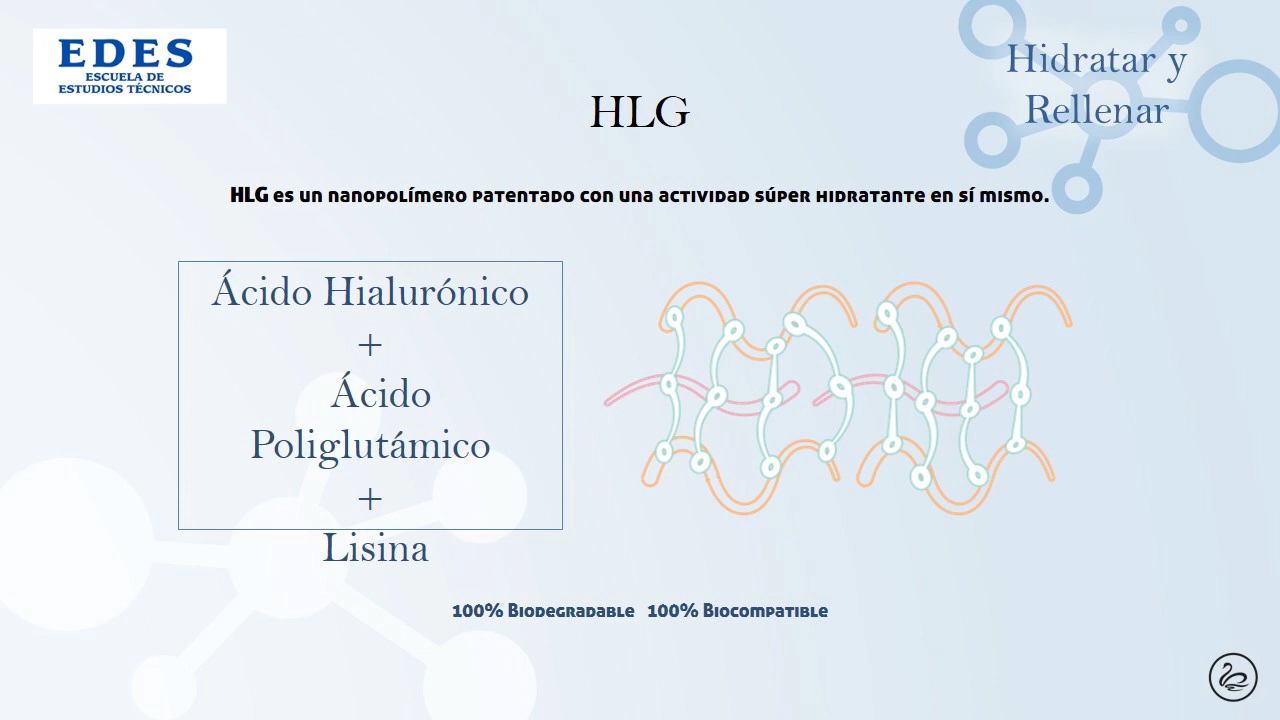 EDES
ESCUELA DE
ESTUDIOS TÉCNICOS
Hidratar y
Rellenar
HLG
HLG es un nanopolímero patentado con una actividad súper hidratante en sí mismo.
Ácido Hialurónico
+
Ácido
Poliglutámico
+
Lisina
100% Biodegradable 100% Biocompatible